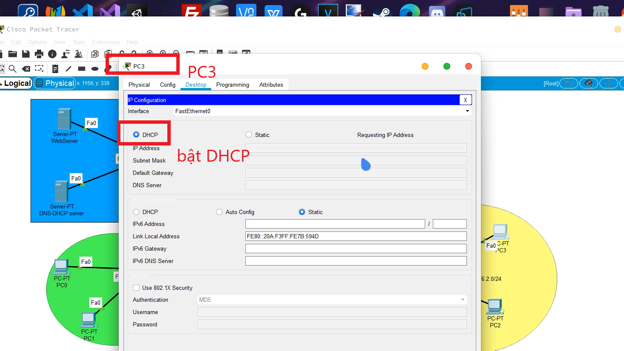 Cisco Packet Tracer
PC3
PC3
Physical Config Desktop Programming Attributes
Logical Physical x: 1156, y: 339
[Root]
IP Configuration X
Interface FastEthernet0
DHCP Static Requesting IP Address
bật DHCP
IP Address
Subnet Mask
Default Gateway
DNS Server
DHCP Auto Config Static
IPv6 Address /
Link Local Address FE80::20A:F3FF:FE7B:594D
IPv6 Gateway
IPv6 DNS Server
Use 802.1X Security
Authentication MD5
Username
Password
Fa0
Server-PT
WebServer
Fa0
Server-PT
DNS-DHCP server
Fa0
PC-PT
PC0
Fa0
PC-PT
PC1
Fa0
C-PT
PC3
6.2.0/24
PC-PT
PC2